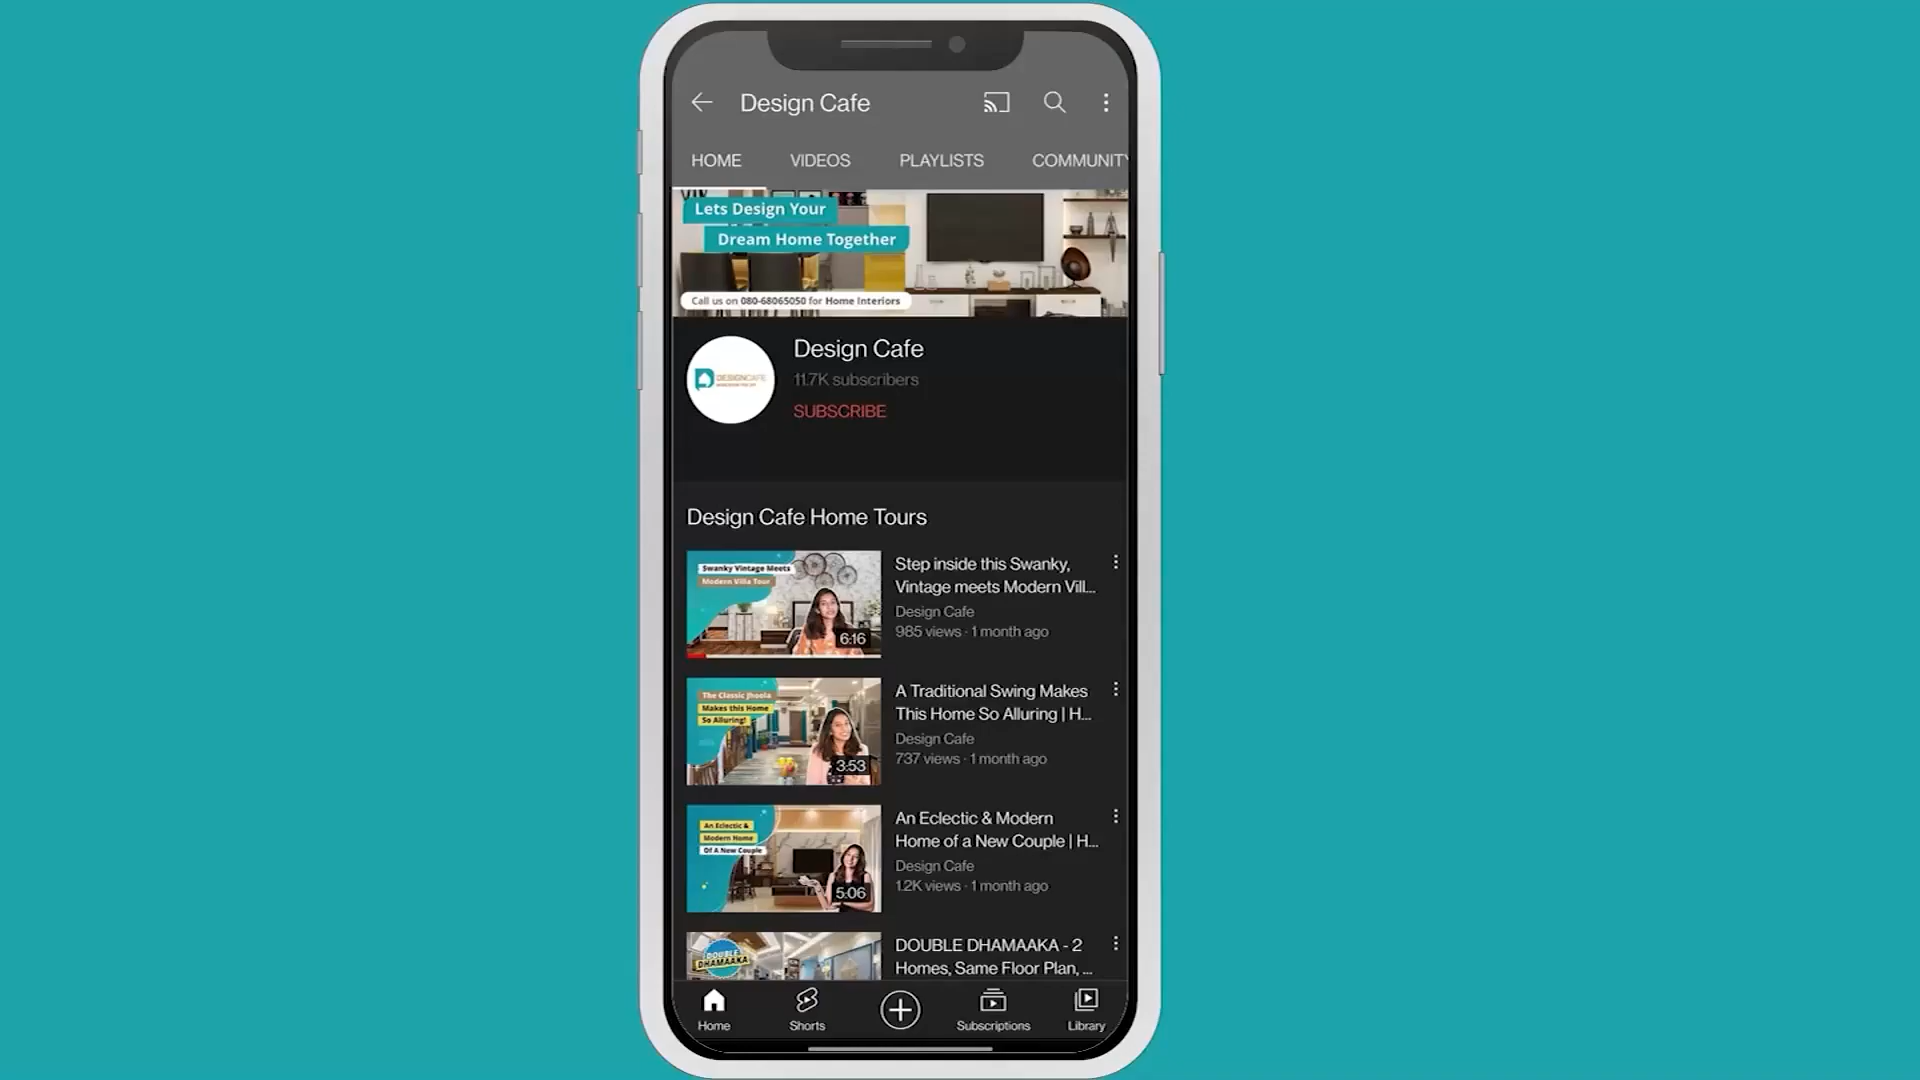 Design Cafe
HOME VIDEOS PLAYLISTS COMMUNITY
Lets Design Your
Dream Home Together
Call us on 080-68065050 for Home Interiors
DESIGNCAFE
Design Cafe
11.7K subscribers
SUBSCRIBE
Design Cafe Home Tours
Swanky Vintage Meets
Modern Villa Tour
6:16
Step inside this Swanky,
Vintage meets Modern Vill...
Design Cafe
985 views · 1 month ago
The Classic Jhoola
Makes this Home
So Alluring!
3:53
A Traditional Swing Makes
This Home So Alluring | H...
Design Cafe
737 views · 1 month ago
An Eclectic &
Modern Home
Of A New Couple
5:06
An Eclectic & Modern
Home of a New Couple | H...
Design Cafe
1.2K views · 1 month ago
DOUBLE
DHAMAAKA
DOUBLE DHAMAAKA - 2
Homes, Same Floor Plan, ...
Home Shorts Subscriptions Library